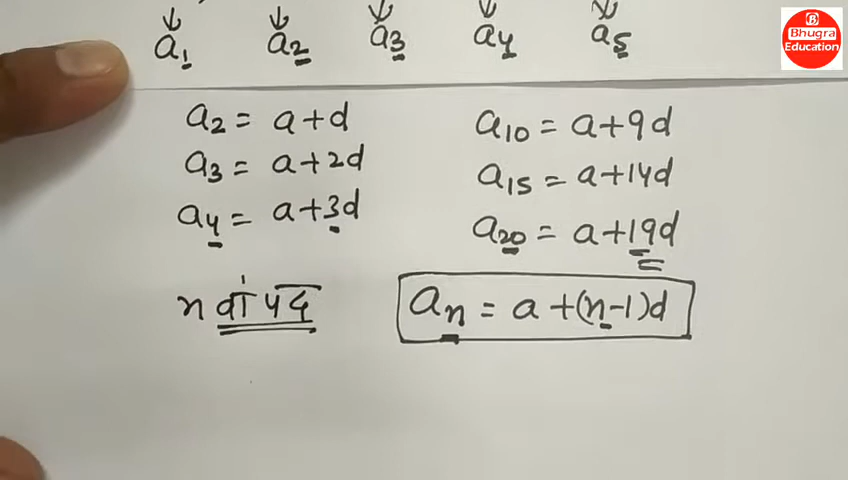 a1 a2 a3 a4 a5
Bhugra
Education
a2 = a+d
a3 = a+2d
a4 = a+3d
a10 = a+9d
a15 = a+14d
a20 = a+19d
n वां पद
an = a+(n-1)d